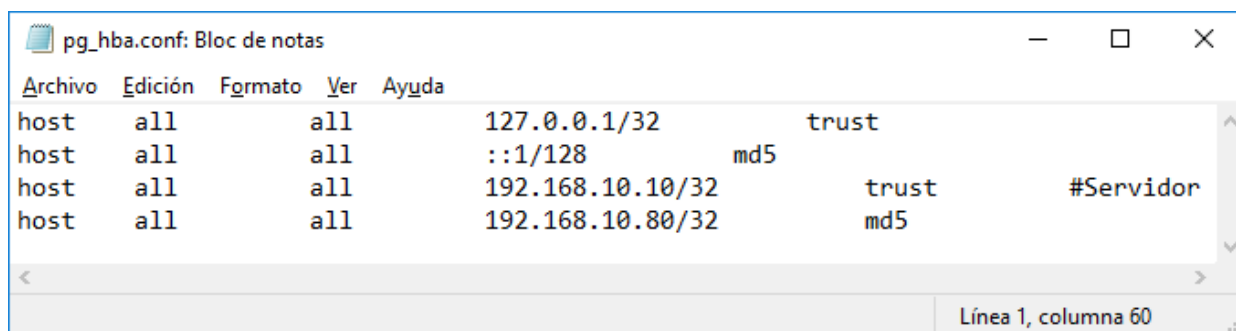 pg_hba.conf: Bloc de notas
Archivo Edición Formato Ver Ayuda
host all all 127.0.0.1/32 trust
host all all ::1/128 md5
host all all 192.168.10.10/32 trust #Servidor
host all all 192.168.10.80/32 md5
Línea 1, columna 60